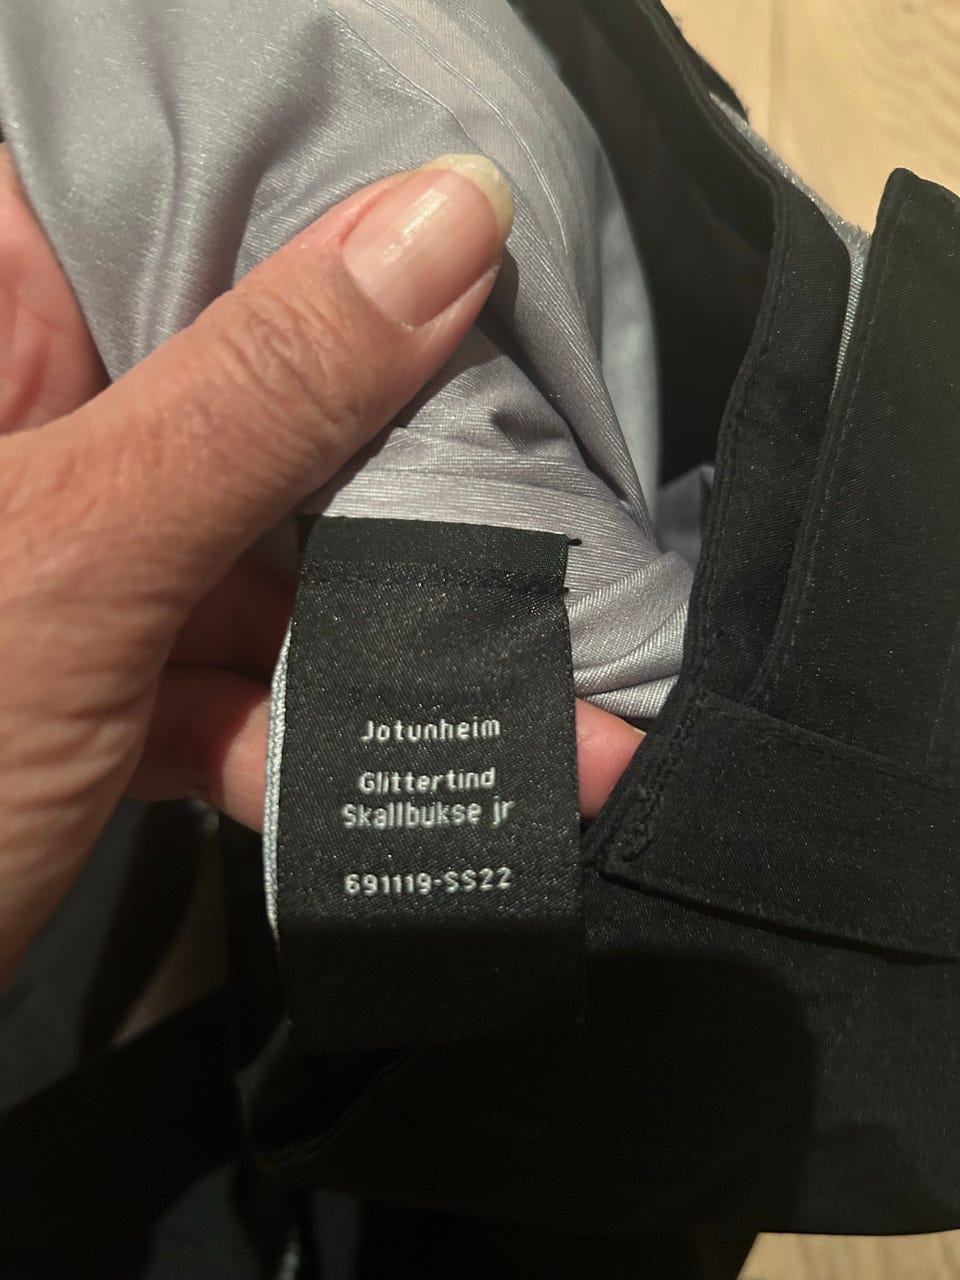 Jotunheim
Glittertind
Skallbukse jr
691119-SS22